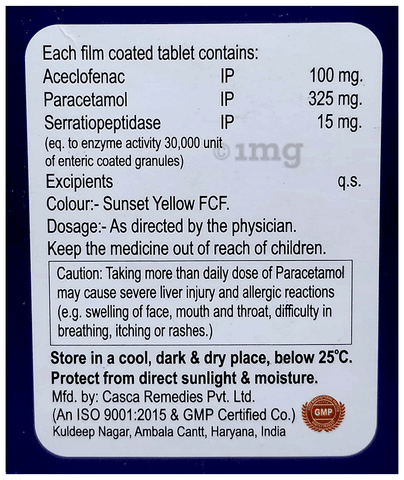 Each film coated tablet contains:
Aceclofenac IP 100 mg.
Paracetamol IP 325 mg.
Serratiopeptidase IP 15 mg.
(eq. to enzyme activity 30,000 unit
of enteric coated granules)
1mg
Excipients q.s.
Colour:- Sunset Yellow FCF.
Dosage:- As directed by the physician.
Keep the medicine out of reach of children.
Caution: Taking more than daily dose of Paracetamol
may cause severe liver injury and allergic reactions
(e.g. swelling of face, mouth and throat, difficulty in
breathing, itching or rashes.)
Store in a cool, dark & dry place, below 25°C.
Protect from direct sunlight & moisture.
Mfd. by: Casca Remedies Pvt. Ltd.
(An ISO 9001:2015 & GMP Certified Co.)
Kuldeep Nagar, Ambala Cantt, Haryana, India
GMP